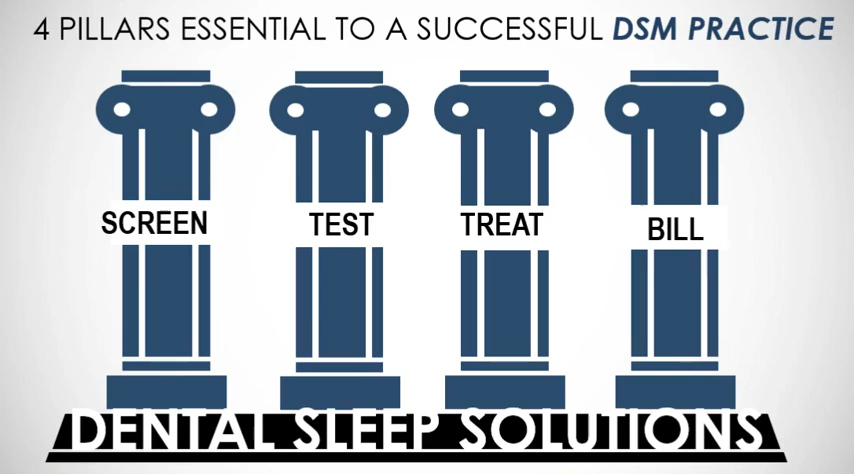 4 PILLARS ESSENTIAL TO A SUCCESSFUL DSM PRACTICE
SCREEN TEST TREAT BILL
DENTAL SLEEP SOLUTIONS